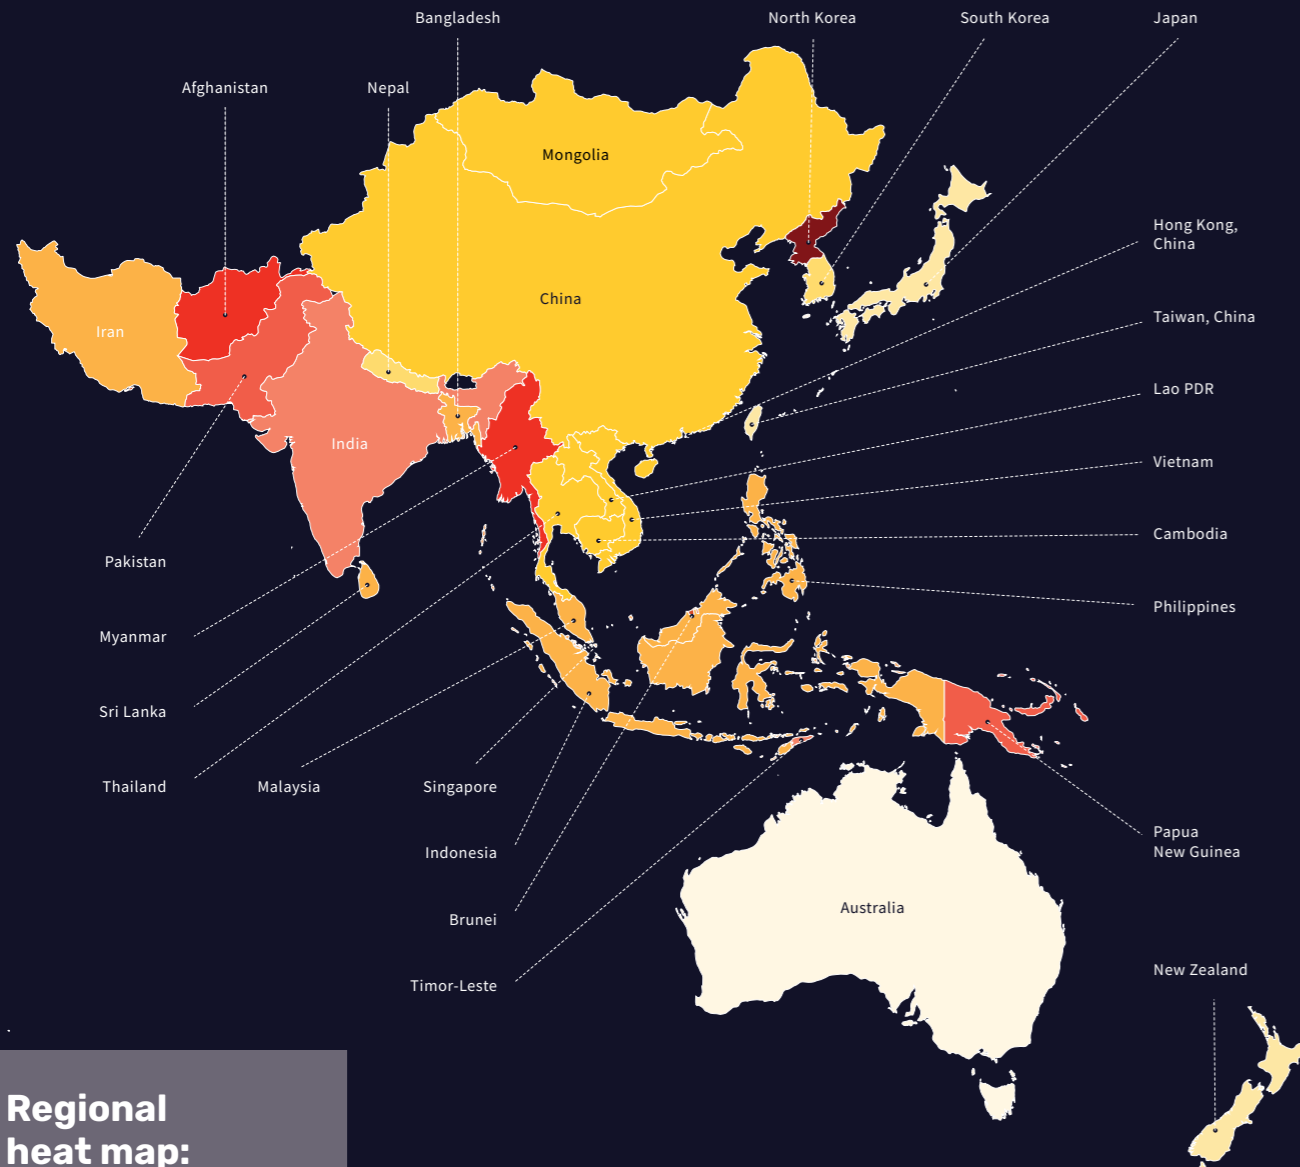 Bangladesh
North Korea
South Korea
Japan
Afghanistan
Nepal
Mongolia
Hong Kong,
China
China
Taiwan, China
Iran
Lao PDR
India
Vietnam
Cambodia
Pakistan
Philippines
Myanmar
Sri Lanka
Thailand
Malaysia
Singapore
Papua
New Guinea
Indonesia
Australia
Brunei
New Zealand
Timor-Leste
Regional
heat map: